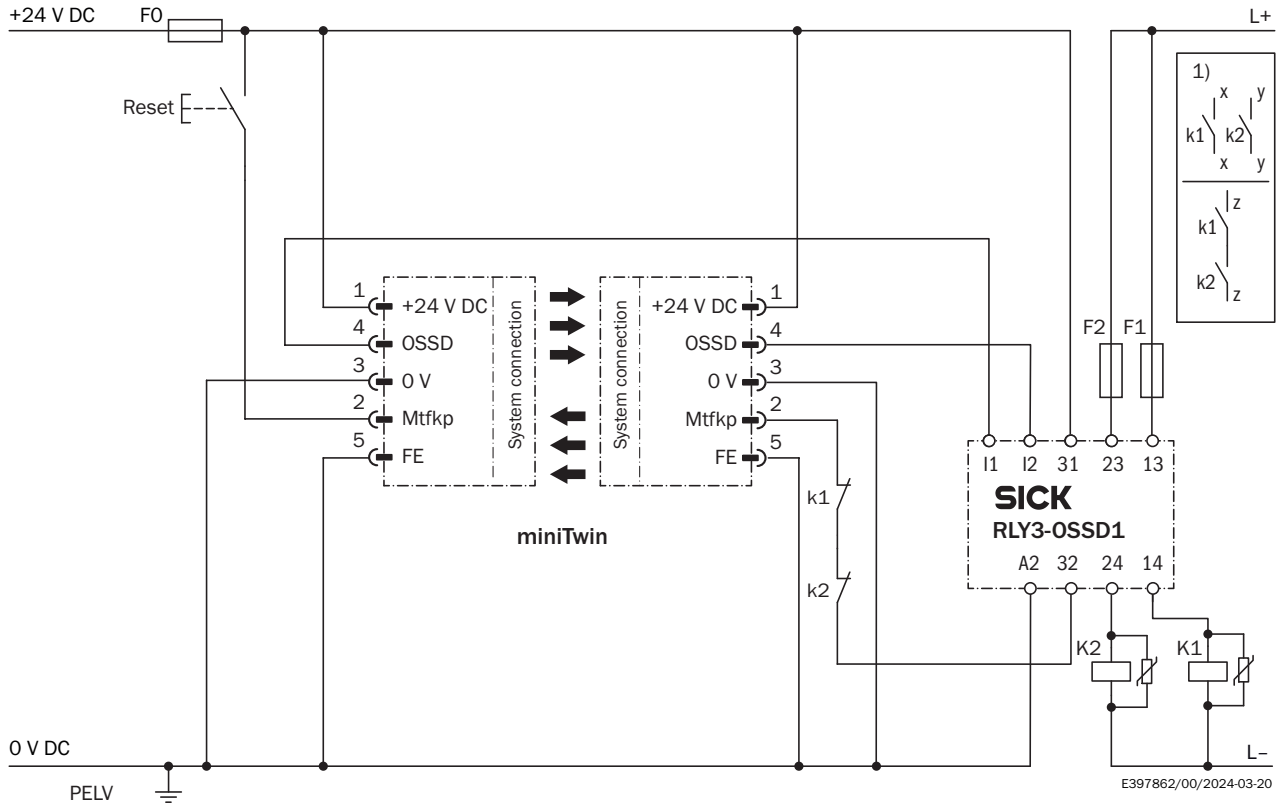 +24 V DC
F0
L+
Reset
1)
x
y
k1
k2
x
y
z
k1
k2
z
1
+24 V DC
4
OSSD
3
0 V
2
Mtfkp
5
FE
System connection
System connection
+24 V DC
1
OSSD
4
0 V
3
Mtfkp
2
FE
5
miniTwin
k1
k2
F2
F1
I1
I2
31
23
13
SICK
RLY3-OSSD1
A2
32
24
14
K2
K1
0 V DC
L–
PELV
E397862/00/2024-03-20